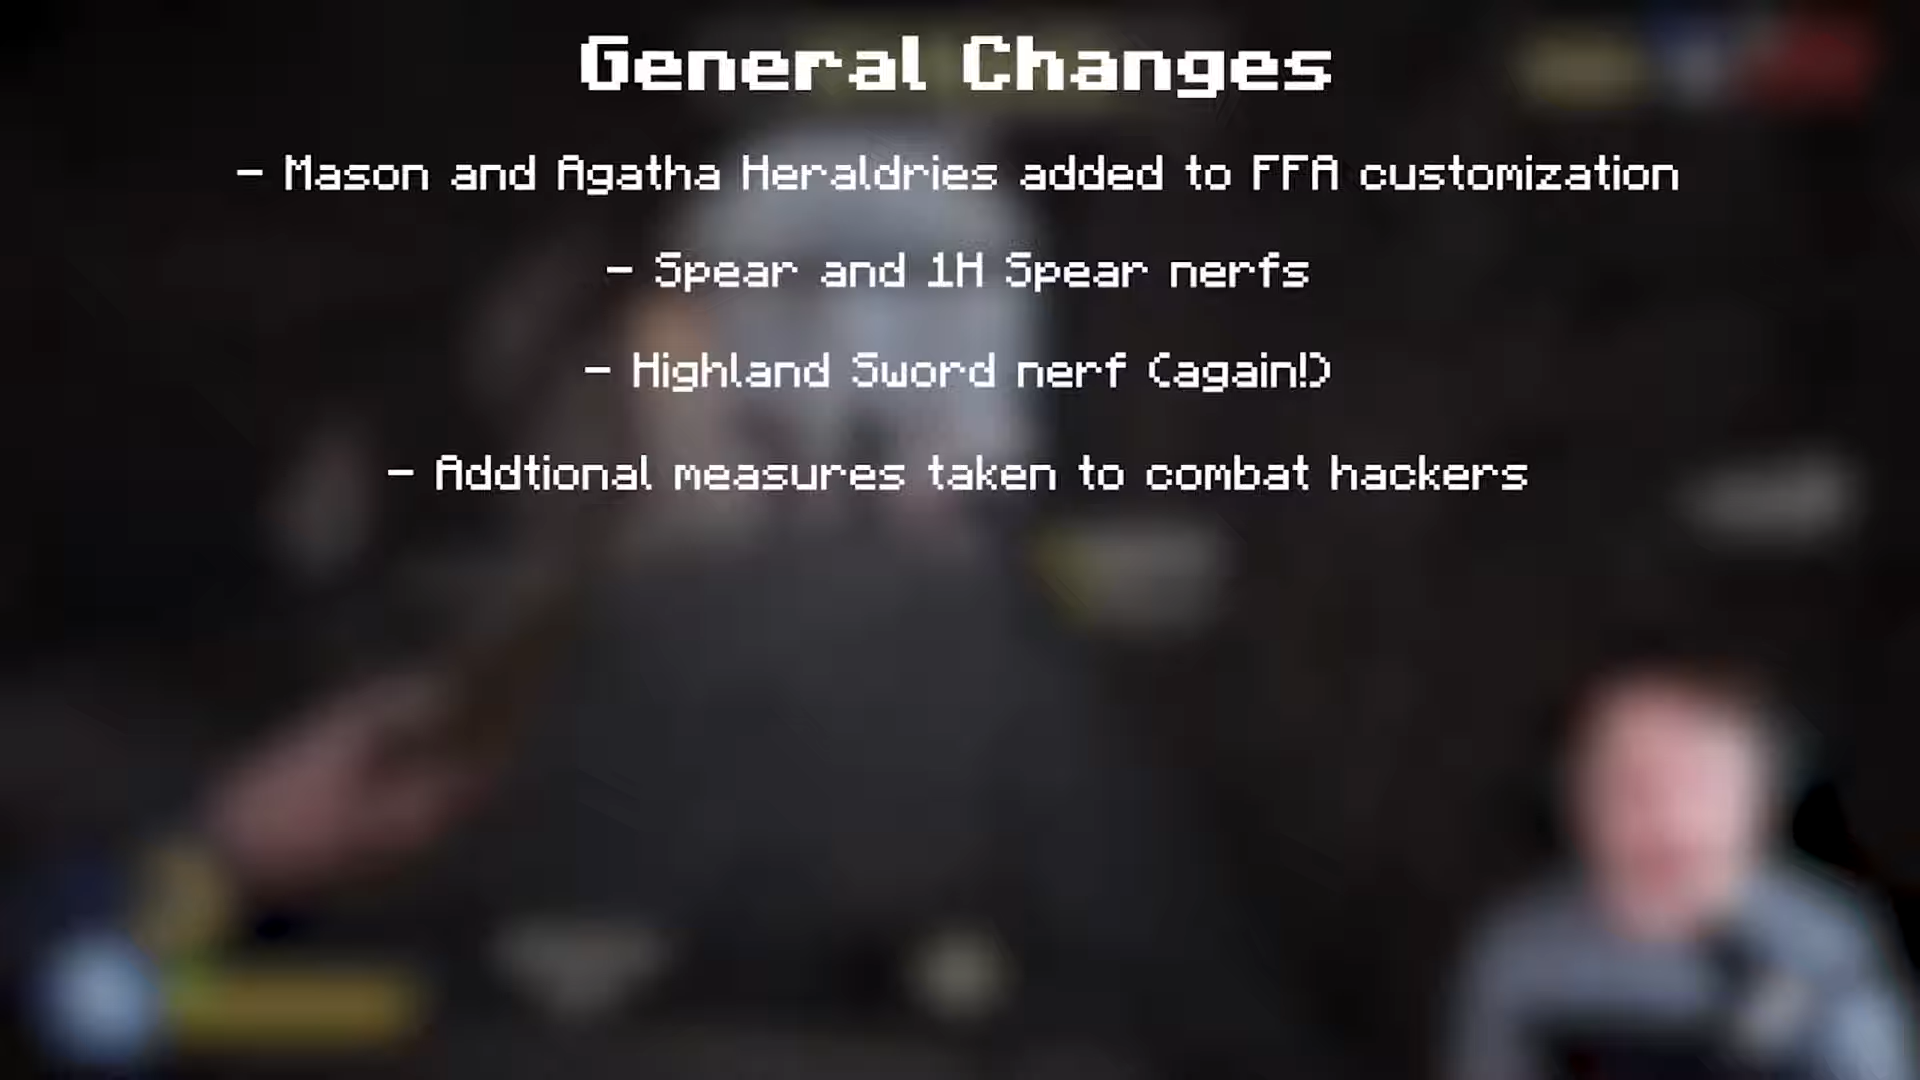 General Changes
- Mason and Agatha Heraldries added to FFA customization
- Spear and 1H Spear nerfs
- Highland Sword nerf (again!)
- Addtional measures taken to combat hackers